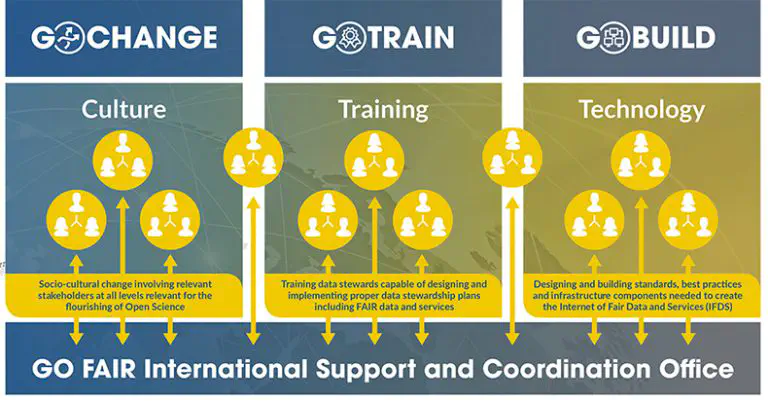 GO CHANGE
GO TRAIN
GO BUILD
Culture
Training
Technology
Socio-cultural change involving relevant
stakeholders at all levels relevant for the
flourishing of Open Science
Training data stewards capable of designing and
implementing proper data stewardship plans
including FAIR data and services
Designing and building standards, best practices
and infrastructure components needed to create
the Internet of Fair Data and Services (IFDS)
GO FAIR International Support and Coordination Office